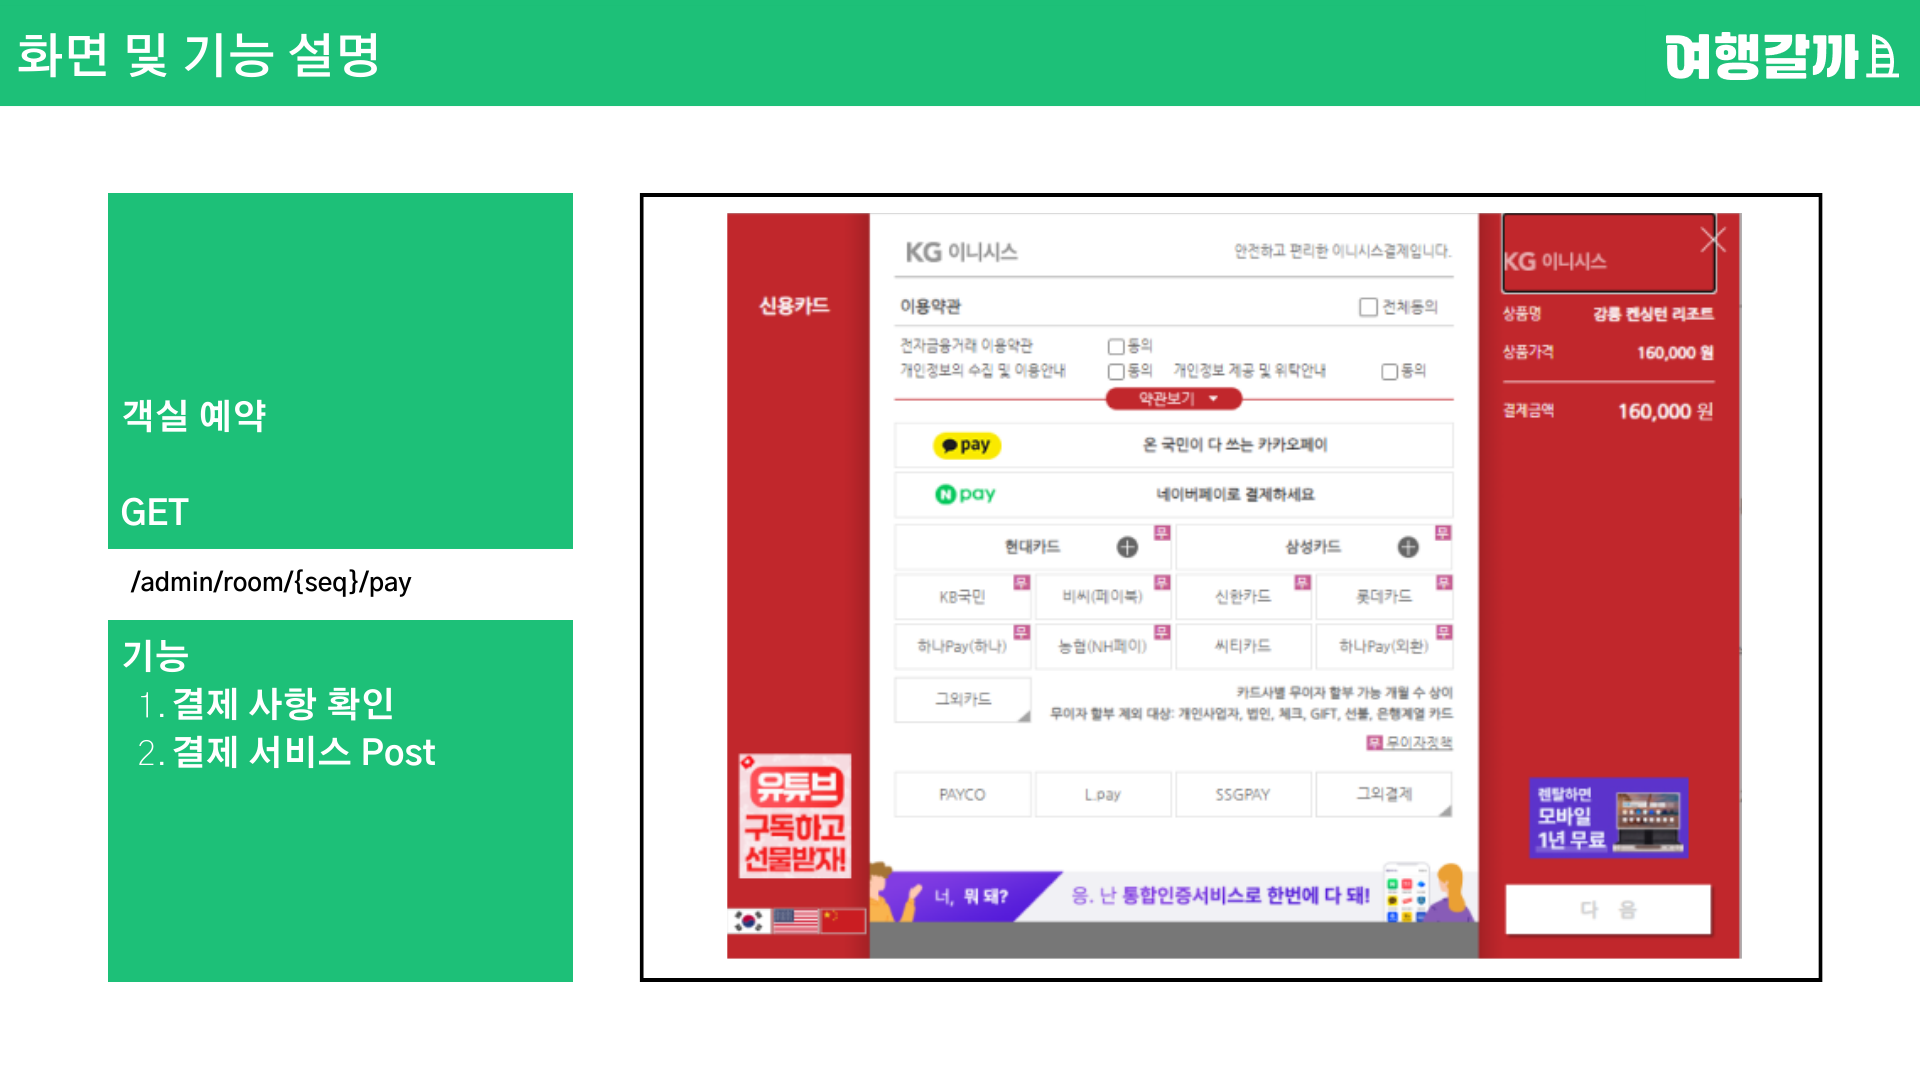 화면 및 기능 설명
여행갈까
객실 예약
GET
/admin/room/{seq}/pay
기능
1. 결제 사항 확인
2. 결제 서비스 Post
신용카드
유튜브
구독하고
선물받자!
KG 이니시스
안전하고 편리한 이니시스결제입니다.
이용약관
전체동의
전자금융거래 이용약관 동의
개인정보의 수집 및 이용안내 동의 개인정보 제공 및 위탁안내 동의
약관보기
pay 온 국민이 다 쓰는 카카오페이
N pay 네이버페이로 결제하세요
현대카드 무 삼성카드 무
KB국민 무 비씨(페이북) 무 신한카드 무 롯데카드 무
하나Pay(하나) 무 농협(NH페이) 무 씨티카드 하나Pay(외환) 무
그외카드
카드사별 무이자 할부 가능 개월 수 상이
무이자 할부 제외 대상: 개인사업자, 법인, 체크, GIFT, 선불, 은행계열 카드
무 무이자정책
PAYCO L.pay SSGPAY 그외결제
너, 뭐 돼? 응. 난 통합인증서비스로 한번에 다 돼!
KG 이니시스
상품명 강릉 켄싱턴 리조트
상품가격 160,000 원
결제금액 160,000 원
렌탈하면
모바일
1년 무료
다 음